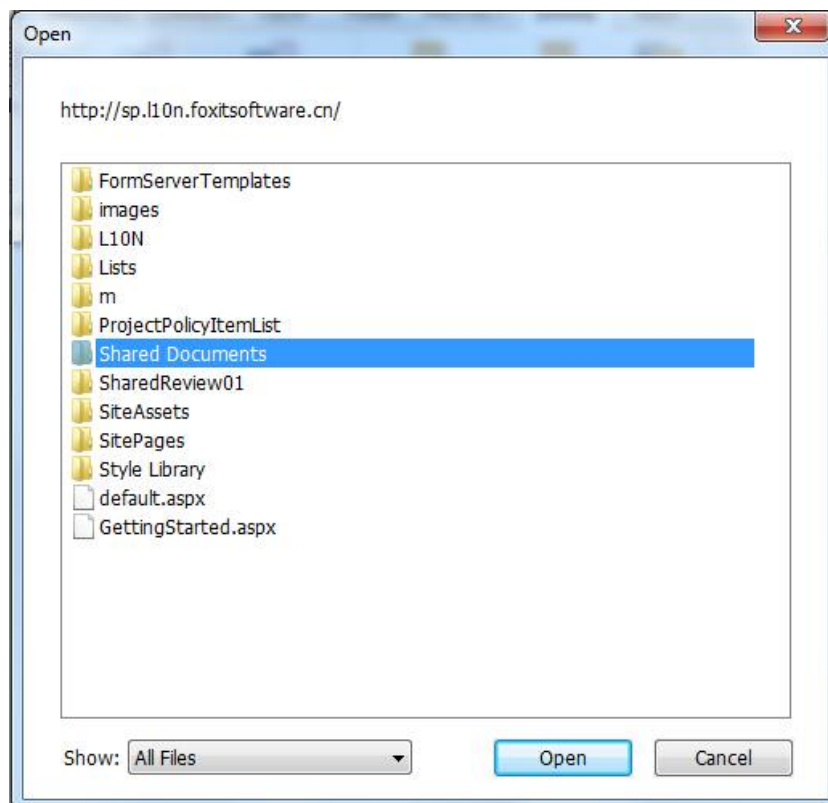 Open
http://sp.l10n.foxitsoftware.cn/
FormServerTemplates
images
L10N
Lists
m
ProjectPolicyItemList
Shared Documents
SharedReview01
SiteAssets
SitePages
Style Library
default.aspx
GettingStarted.aspx
Show: All Files Open Cancel